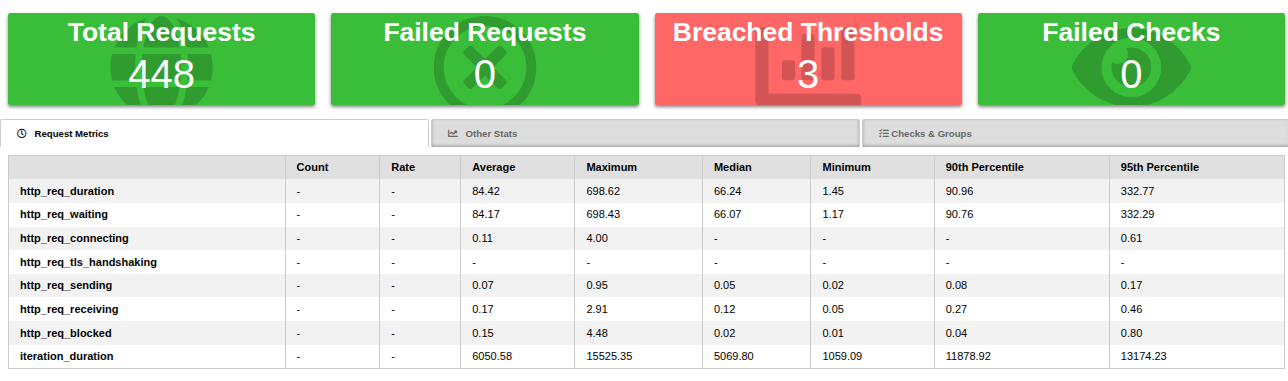 Total Requests Failed Requests Breached Thresholds Failed Checks
448 0 3 0
Request Metrics Other Stats Checks & Groups
Count Rate Average Maximum Median Minimum 90th Percentile 95th Percentile
http_req_duration - - 84.42 698.62 66.24 1.45 90.96 332.77
http_req_waiting - - 84.17 698.43 66.07 1.17 90.76 332.29
http_req_connecting - - 0.11 4.00 - - - 0.61
http_req_tls_handshaking - - - - - - - -
http_req_sending - - 0.07 0.95 0.05 0.02 0.08 0.17
http_req_receiving - - 0.17 2.91 0.12 0.05 0.27 0.46
http_req_blocked - - 0.15 4.48 0.02 0.01 0.04 0.80
iteration_duration - - 6050.58 15525.35 5069.80 1059.09 11878.92 13174.23